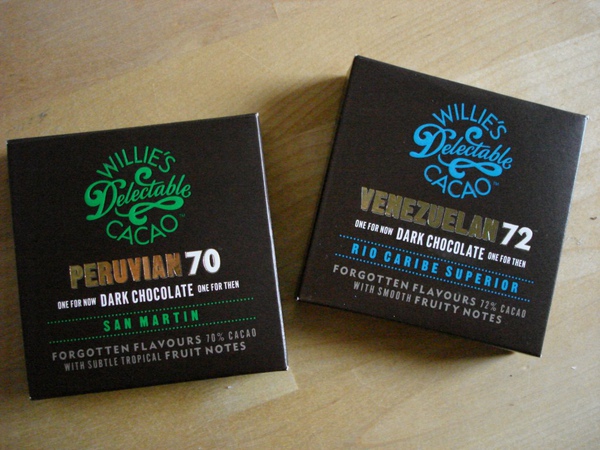 WILLIE'S
Delectable
CACAO™
PERUVIAN 70
ONE FOR NOW DARK CHOCOLATE ONE FOR THEN
SAN MARTIN
FORGOTTEN FLAVOURS 70% CACAO
WITH SUBTLE TROPICAL FRUIT NOTES
WILLIE'S
Delectable
CACAO™
VENEZUELAN 72
ONE FOR NOW DARK CHOCOLATE ONE FOR THEN
RIO CARIBE SUPERIOR
FORGOTTEN FLAVOURS 72% CACAO
WITH SMOOTH FRUITY NOTES